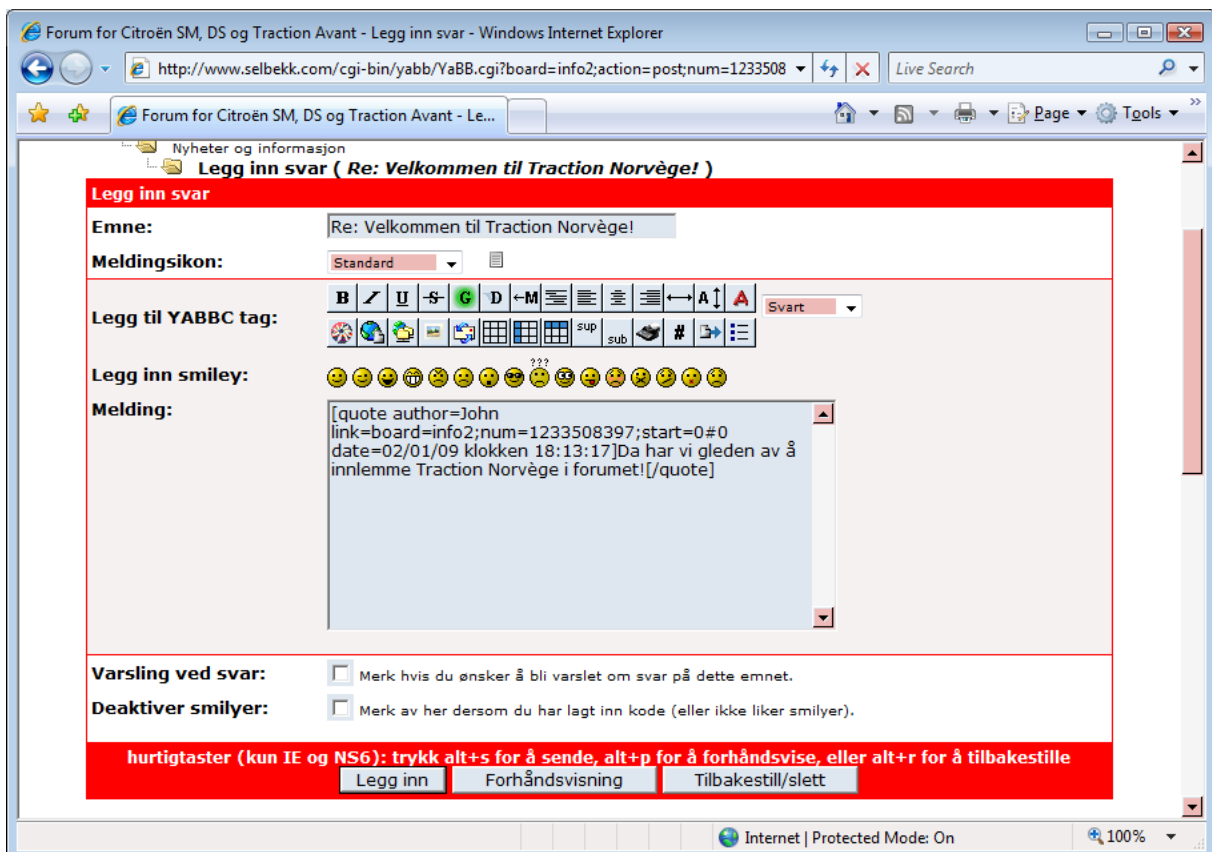 Forum for Citroën SM, DS og Traction Avant - Legg inn svar - Windows Internet Explorer
http://www.selbekk.com/cgi-bin/yabb/YaBB.cgi?board=info2;action=post;num=1233508
Live Search
Forum for Citroën SM, DS og Traction Avant - Le...
Page
Tools
Nyheter og informasjon
Legg inn svar ( Re: Velkommen til Traction Norvège! )
Legg inn svar
Emne: Re: Velkommen til Traction Norvège!
Meldingsikon: Standard
Legg til YABBC tag:
B I U S G D M A A Svart
sup sub #
Legg inn smiley:
???
Melding:
[quote author=John
link=board=info2;num=1233508397;start=0#0
date=02/01/09 klokken 18:13:17]Da har vi gleden av å
innlemme Traction Norvège i forumet![/quote]
Varsling ved svar: Merk hvis du ønsker å bli varslet om svar på dette emnet.
Deaktiver smilyer: Merk av her dersom du har lagt inn kode (eller ikke liker smilyer).
hurtigtaster (kun IE og NS6): trykk alt+s for å sende, alt+p for å forhåndsvise, eller alt+r for å tilbakestille
Legg inn Forhåndsvisning Tilbakestill/slett
Internet | Protected Mode: On
100%